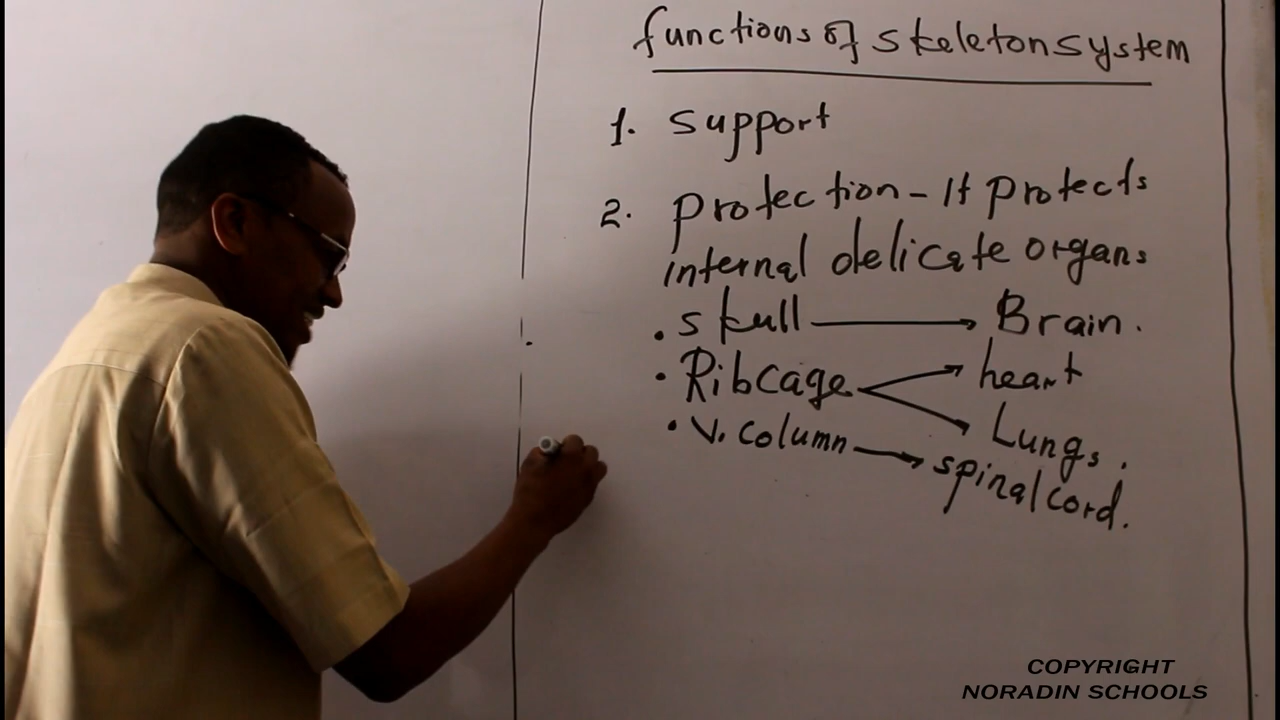 functions of skeleton system
1. Support
2. Protection - It protects
internal delicate organs
. skull → Brain.
. Ribcage → heart
Lungs.
. V. Column → spinal cord.
COPYRIGHT
NORADIN SCHOOLS